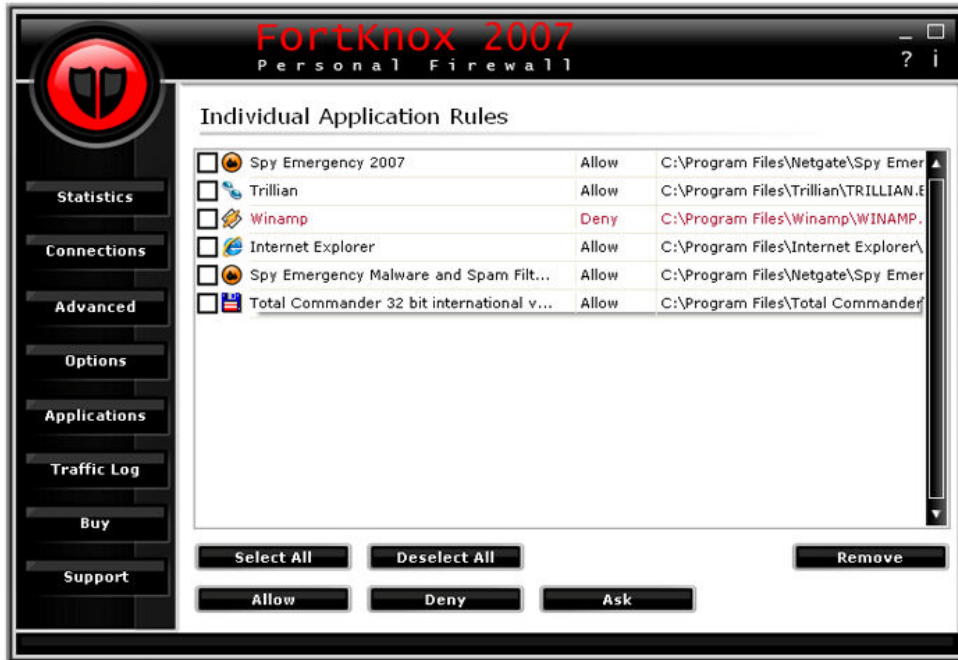 FortKnox 2007
Personal Firewall
? i
Individual Application Rules
Spy Emergency 2007 Allow C:\Program Files\Netgate\Spy Emer
Trillian Allow C:\Program Files\Trillian\TRILLIAN.E
Winamp Deny C:\Program Files\Winamp\WINAMP.
Internet Explorer Allow C:\Program Files\Internet Explorer\
Spy Emergency Malware and Spam Filt... Allow C:\Program Files\Netgate\Spy Emer
Total Commander 32 bit international v... Allow C:\Program Files\Total Commander
Statistics
Connections
Advanced
Options
Applications
Traffic Log
Buy
Support
Select All Deselect All Remove
Allow Deny Ask